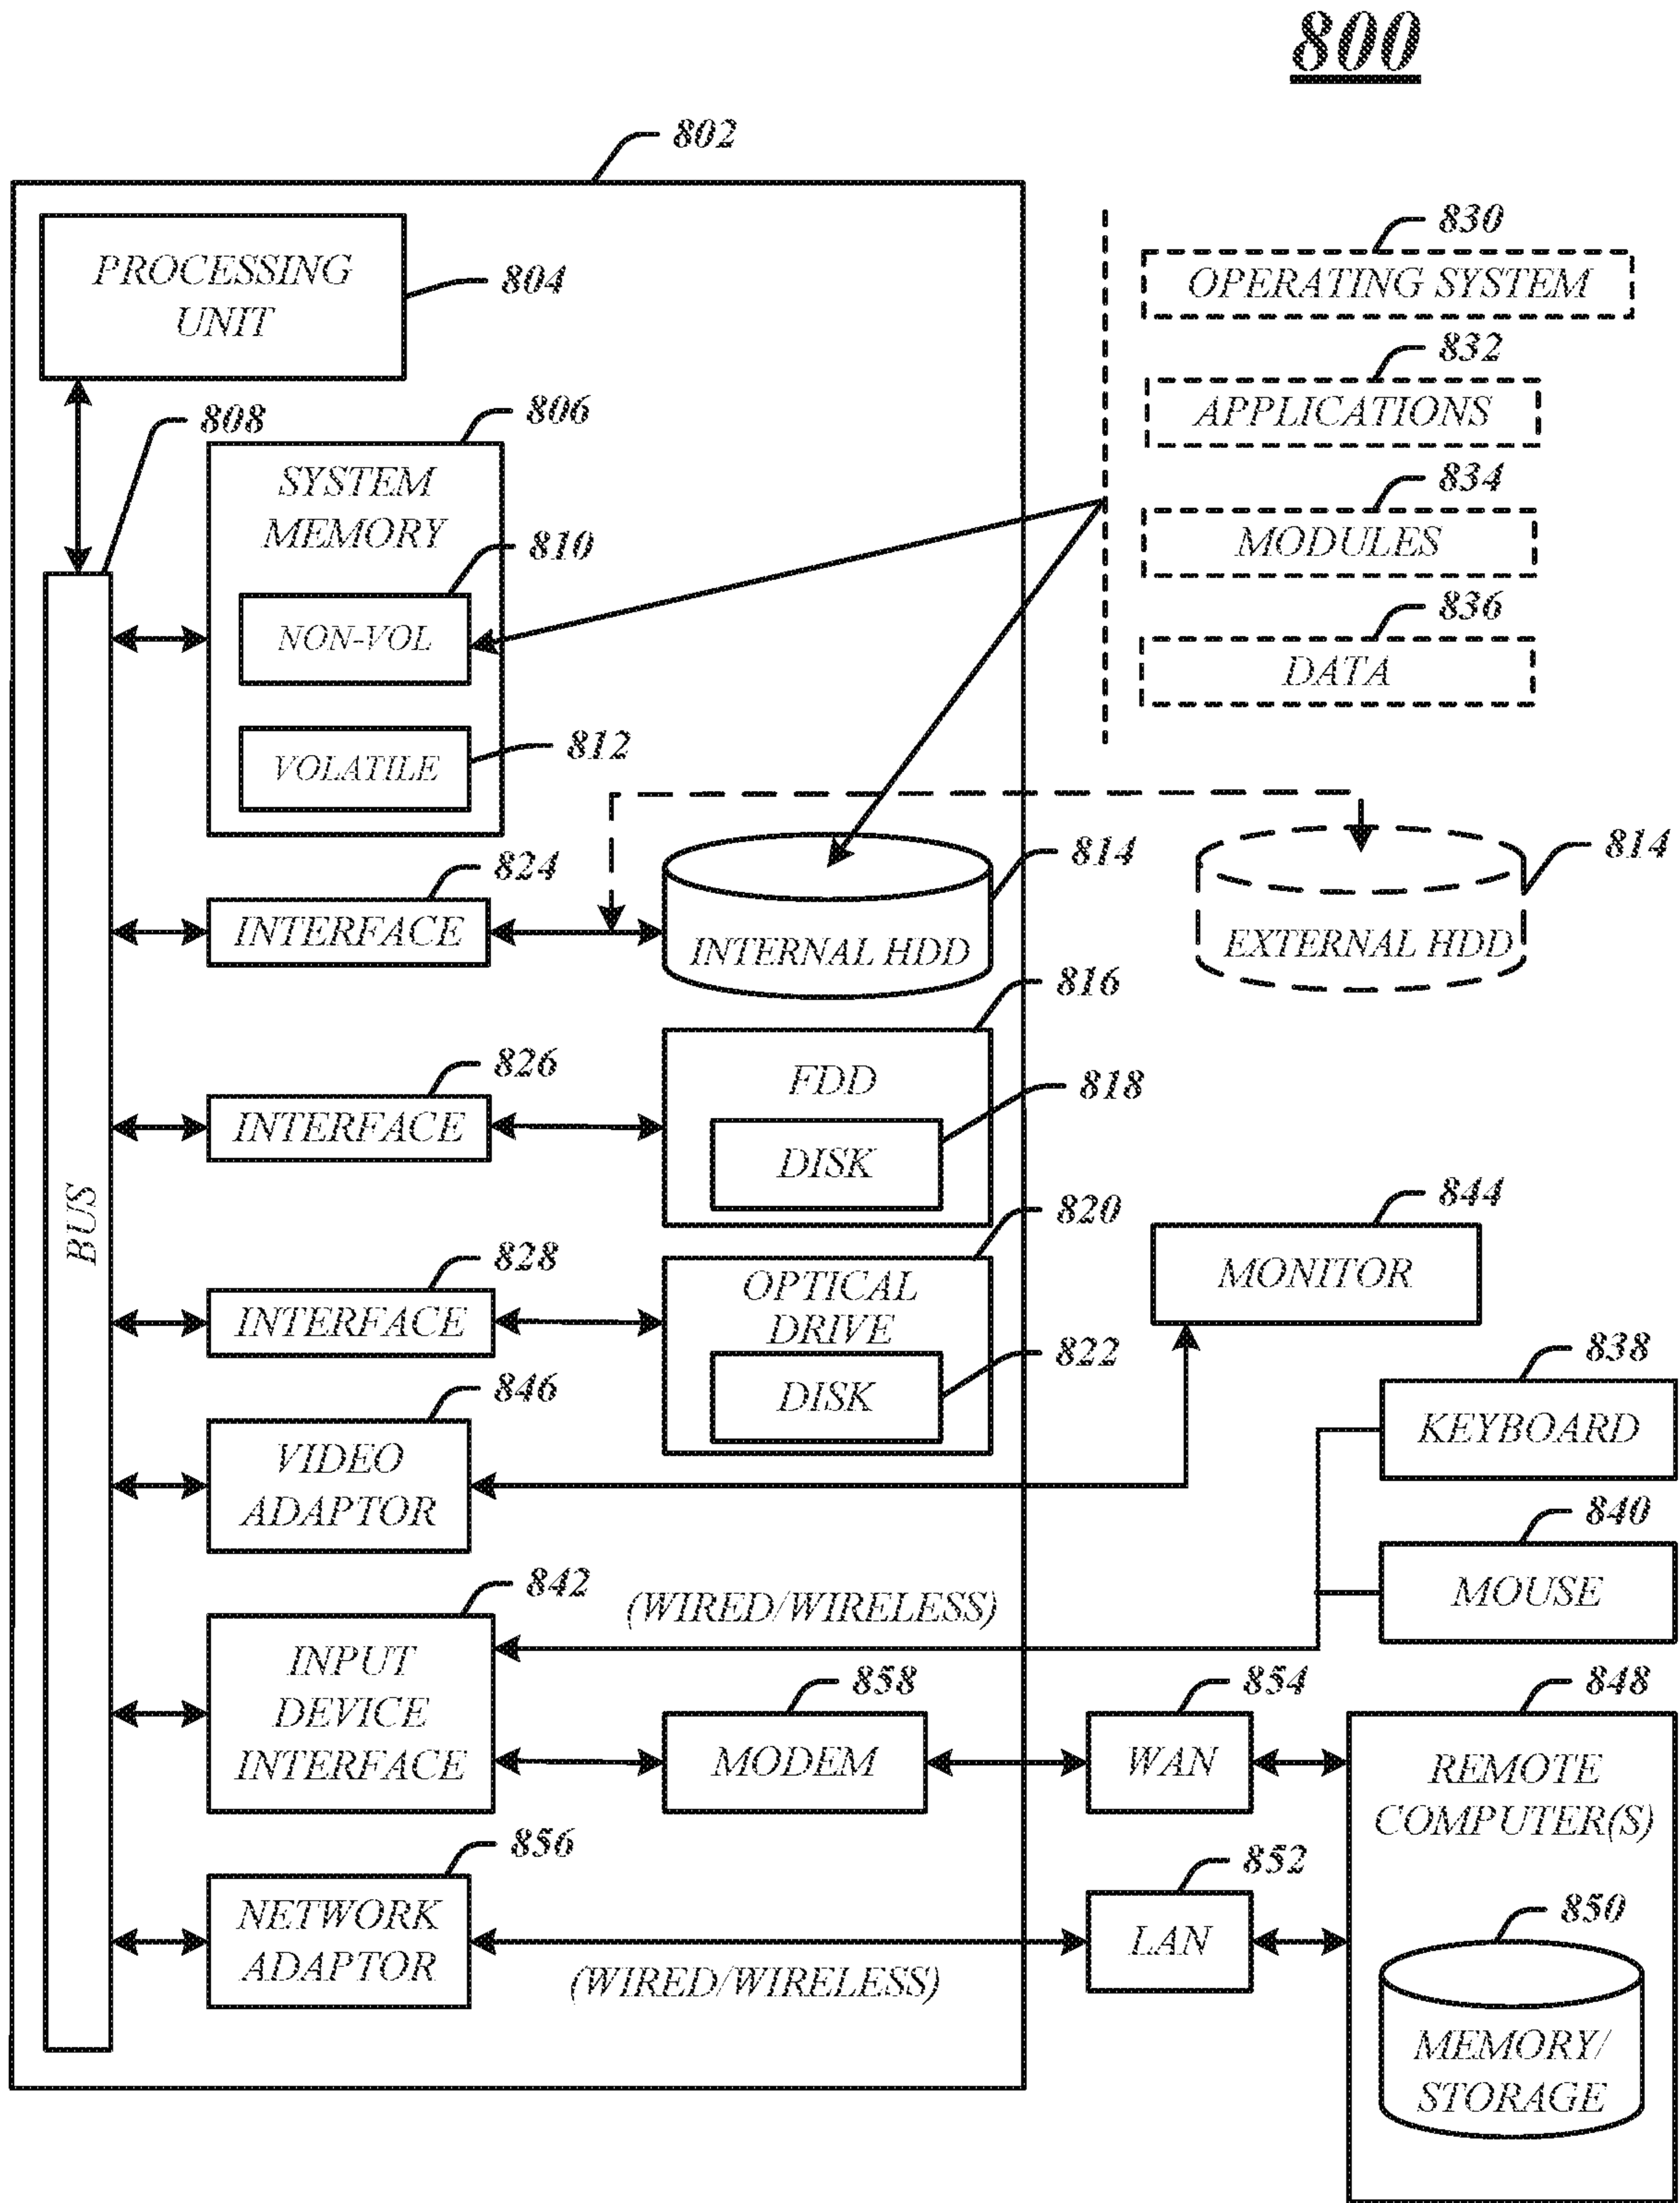 800
802
PROCESSING
UNIT
804
808
806
SYSTEM
MEMORY
810
NON-VOL
812
VOLATILE
830
OPERATING SYSTEM
832
APPLICATIONS
834
MODULES
836
DATA
824
INTERFACE
814
INTERNAL HDD
814
EXTERNAL HDD
826
INTERFACE
816
FDD
818
DISK
BUS
828
INTERFACE
820
OPTICAL
DRIVE
822
DISK
844
MONITOR
846
VIDEO
ADAPTOR
838
KEYBOARD
840
MOUSE
842
INPUT
DEVICE
INTERFACE
(WIRED/WIRELESS)
858
MODEM
854
WAN
848
REMOTE
COMPUTER(S)
856
NETWORK
ADAPTOR
(WIRED/WIRELESS)
852
LAN
850
MEMORY/
STORAGE